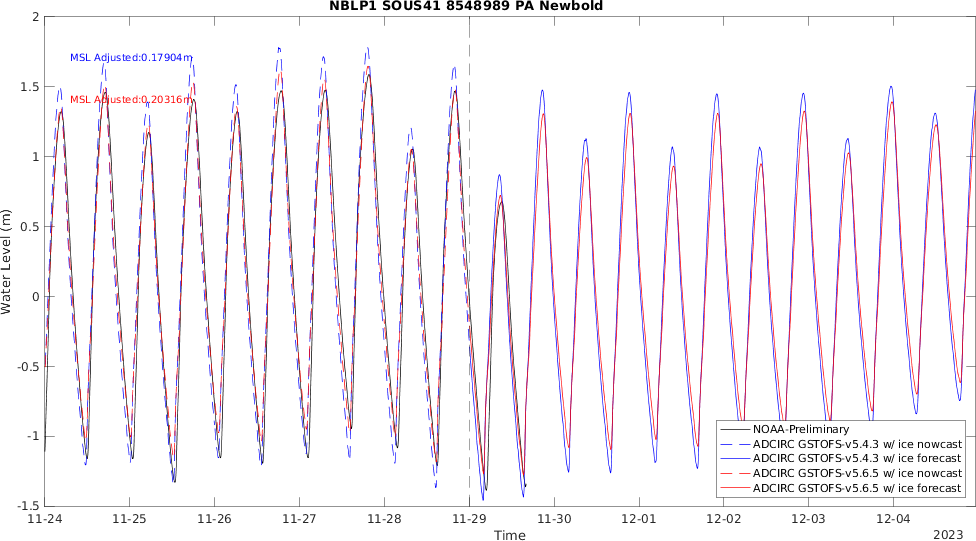 NBLP1 SOUS41 8548989 PA Newbold
2
1.5
1
0.5
0
-0.5
-1
-1.5
Water Level (m)
MSL Adjusted:0.17904m
MSL Adjusted:0.20316m
NOAA-Preliminary
ADCIRC GSTOFS-v5.4.3 w/ ice nowcast
ADCIRC GSTOFS-v5.4.3 w/ ice forecast
ADCIRC GSTOFS-v5.6.5 w/ ice nowcast
ADCIRC GSTOFS-v5.6.5 w/ ice forecast
11-24 11-25 11-26 11-27 11-28 11-29 11-30 12-01 12-02 12-03 12-04
Time
2023